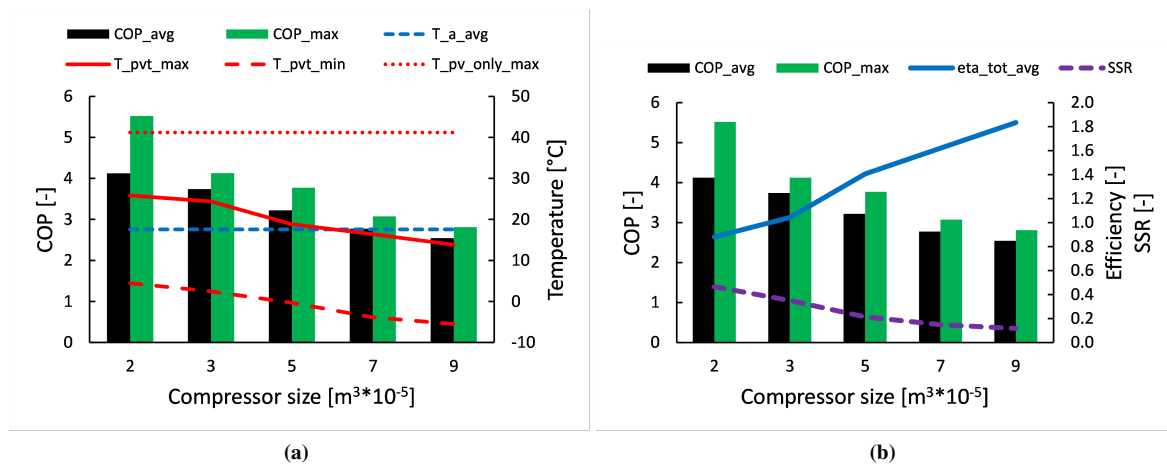 COP_avg COP_max T_a_avg
T_pvt_max T_pvt_min T_pv_only_max
6 50
5 40
4 30
3 20
2 10
1 0
0 -10
COP [-]
Temperature [°C]
2 3 5 7 9
Compressor size [m³*10⁻⁵]
(a)
COP_avg COP_max eta_tot_avg SSR
6 2.0
5 1.8
4 1.6
3 1.4
2 1.2
1 1.0
0 0.8
0.6
0.4
0.2
0.0
COP [-]
Efficiency [-]
SSR [-]
2 3 5 7 9
Compressor size [m³*10⁻⁵]
(b)